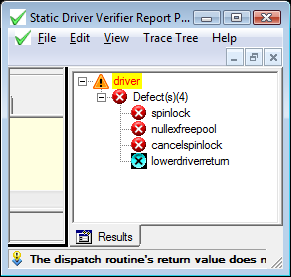 Static Driver Verifier Report P...
File Edit View Trace Tree Help
driver
Defect(s)(4)
spinlock
nullexfreepool
cancelspinlock
lowerdriverreturn
Results
The dispatch routine's return value does n